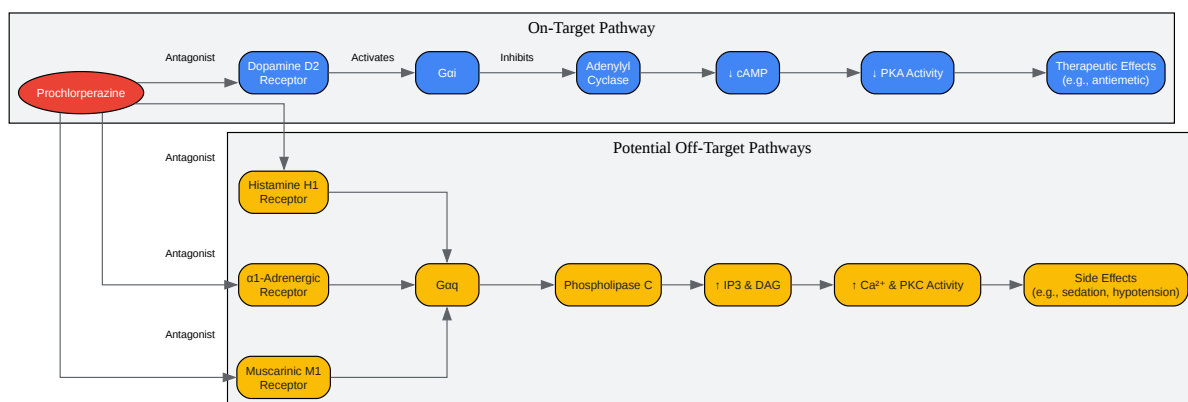 On-Target Pathway
Antagonist
Dopamine D2
Receptor
Activates
Gαi
Inhibits
Adenylyl
Cyclase
↓ cAMP
↓ PKA Activity
Therapeutic Effects
(e.g., antiemetic)
Prochlorperazine
Potential Off-Target Pathways
Antagonist
Histamine H1
Receptor
Antagonist
α1-Adrenergic
Receptor
Gαq
Phospholipase C
↑ IP3 & DAG
↑ Ca²⁺ & PKC Activity
Side Effects
(e.g., sedation, hypotension)
Antagonist
Muscarinic M1
Receptor